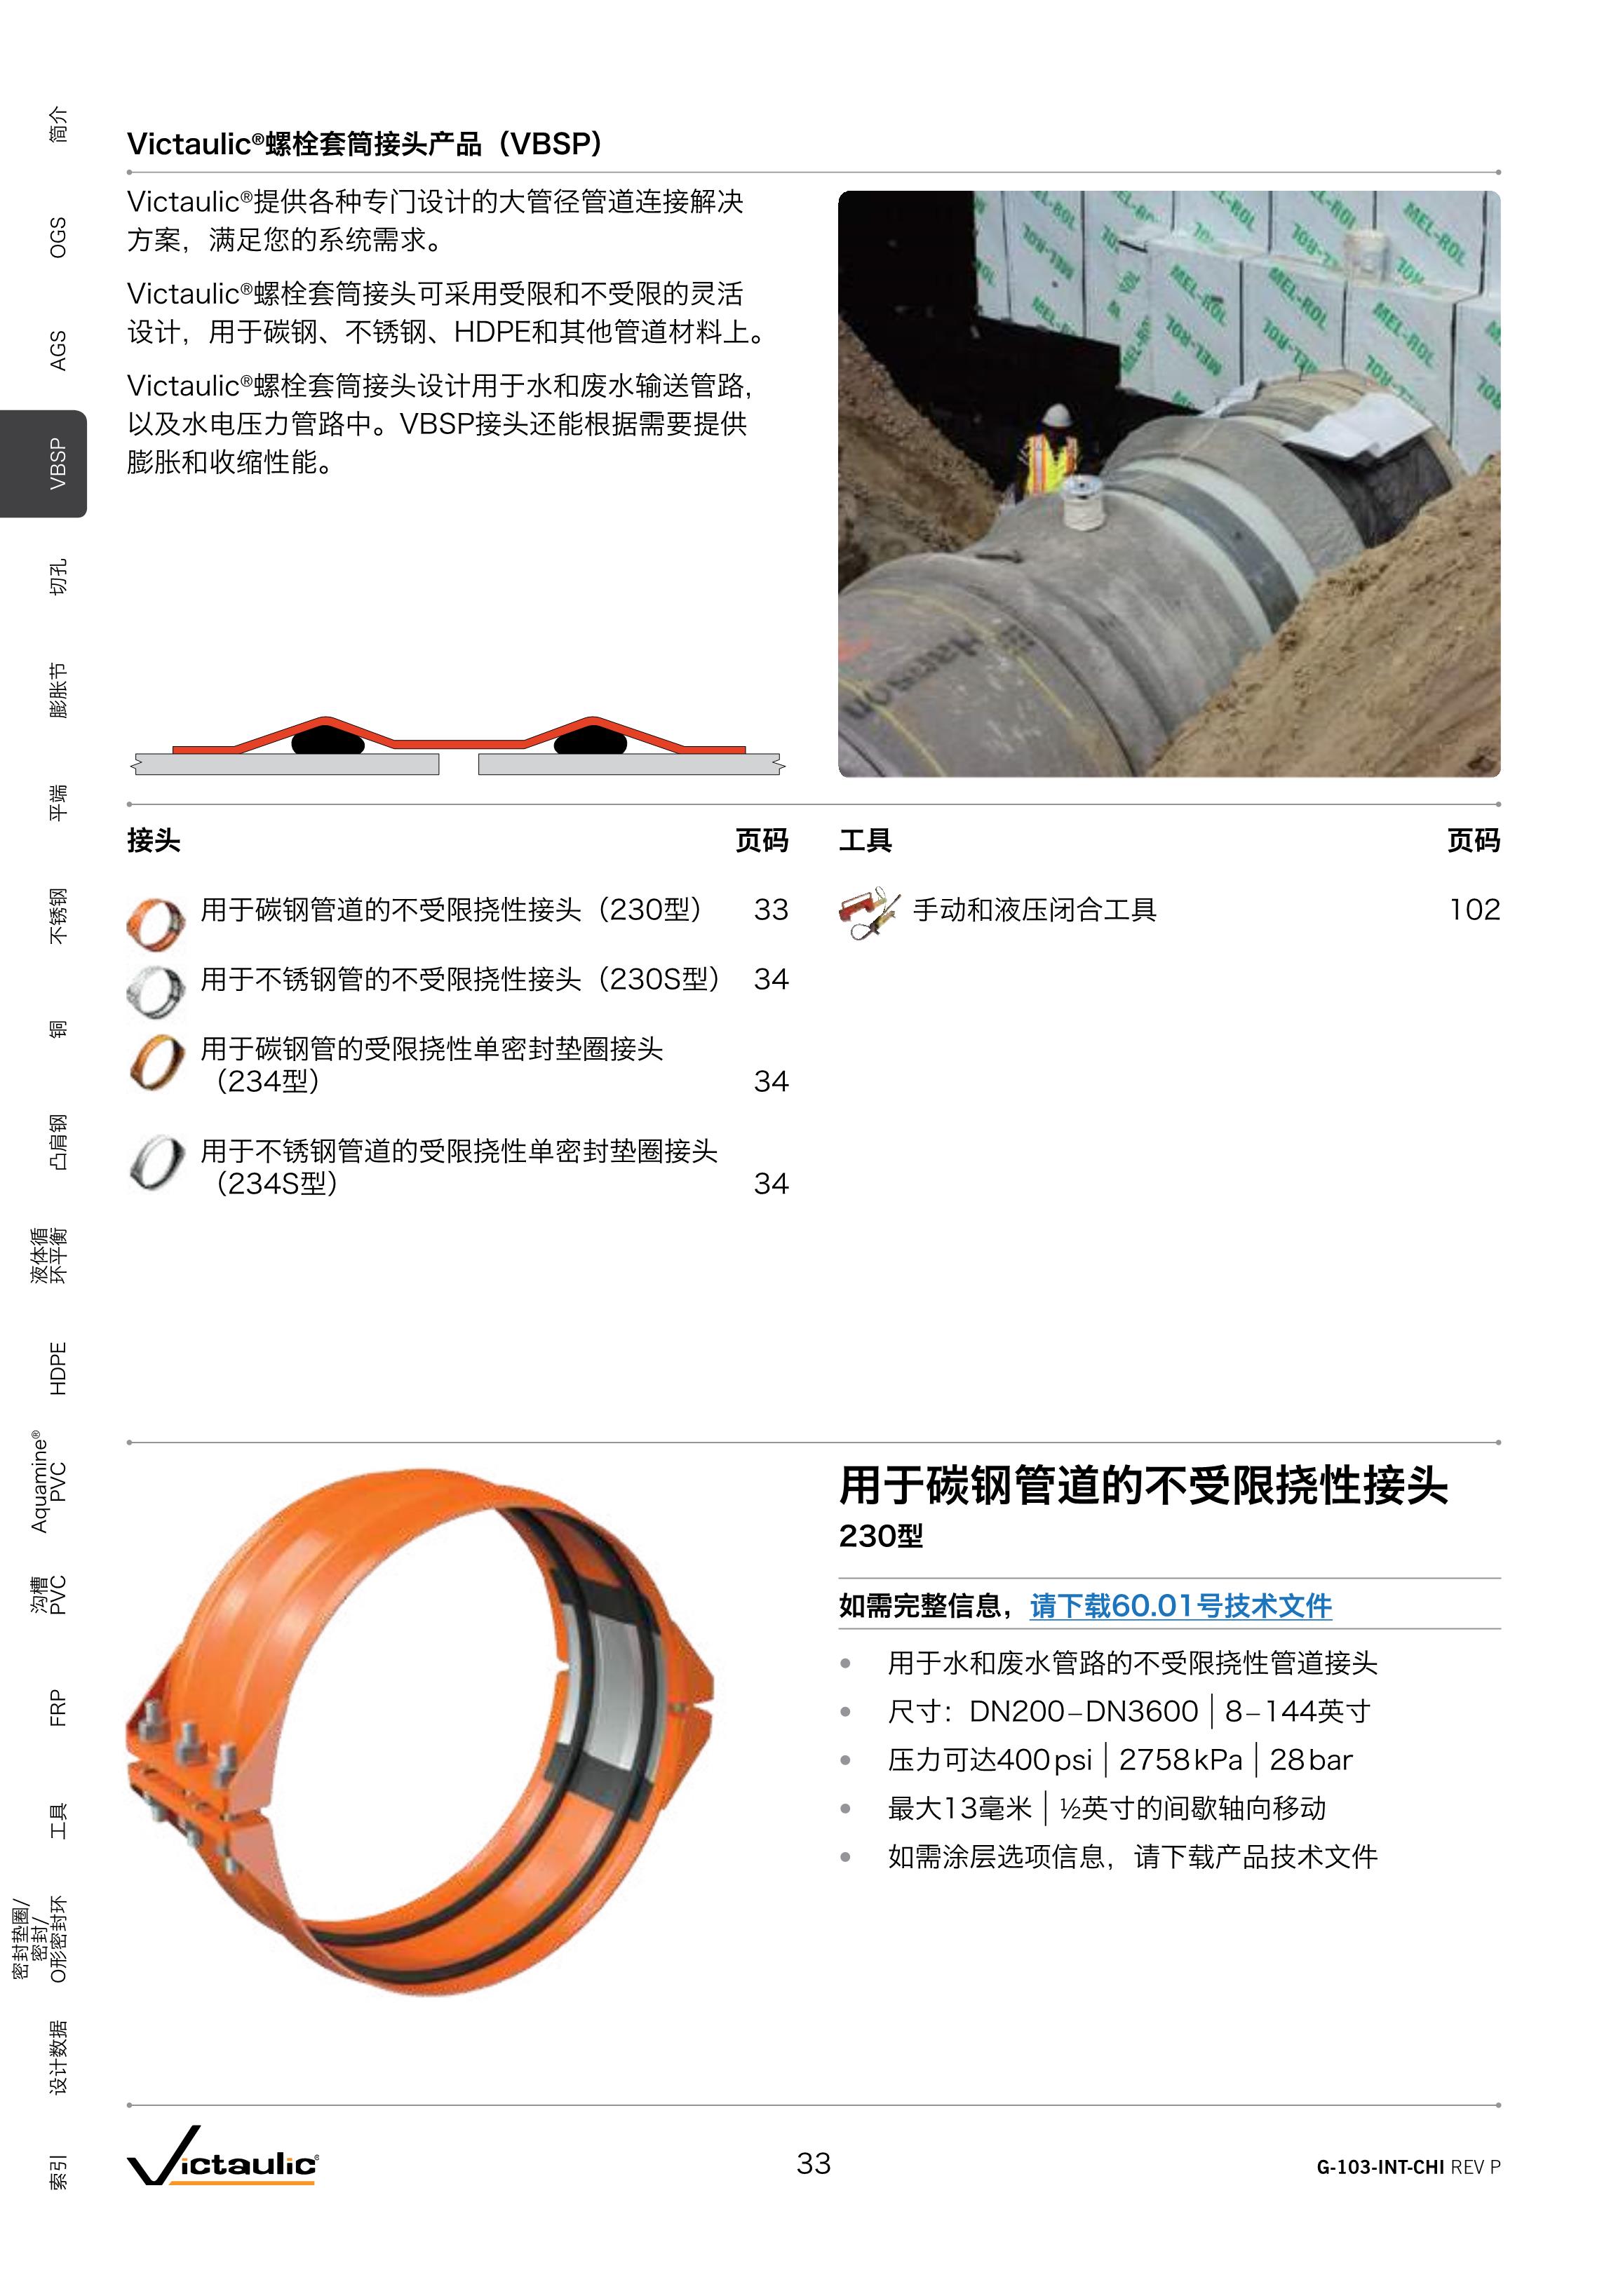 简介
OGS
AGS
VBSP
切孔
膨胀节
平端
不锈钢
铜
凸肩钢
液体循
环平衡
HDPE
Aquamine®
PVC
沟槽
PVC
FRP
工具
密封垫圈/
密封/
O形密封环
设计数据
索引
Victaulic®螺栓套筒接头产品（VBSP）
Victaulic®提供各种专门设计的大管径管道连接解决
方案，满足您的系统需求。
Victaulic®螺栓套筒接头可采用受限和不受限的灵活
设计，用于碳钢、不锈钢、HDPE和其他管道材料上。
Victaulic®螺栓套筒接头设计用于水和废水输送管路，
以及水电压力管路中。VBSP接头还能根据需要提供
膨胀和收缩性能。
MEL-ROL
MEL-ROL
MEL-ROL
MEL-ROL
MEL-ROL
接头 页码
用于碳钢管道的不受限挠性接头（230型） 33
用于不锈钢管的不受限挠性接头（230S型） 34
用于碳钢管的受限挠性单密封垫圈接头
（234型） 34
用于不锈钢管道的受限挠性单密封垫圈接头
（234S型） 34
工具 页码
手动和液压闭合工具 102
用于碳钢管道的不受限挠性接头
230型
如需完整信息，请下载60.01号技术文件
• 用于水和废水管路的不受限挠性管道接头
• 尺寸：DN200–DN3600 | 8–144英寸
• 压力可达400psi | 2758kPa | 28bar
• 最大13毫米 | ½英寸的间歇轴向移动
• 如需涂层选项信息，请下载产品技术文件
Victaulic®
33
G-103-INT-CHI REV P